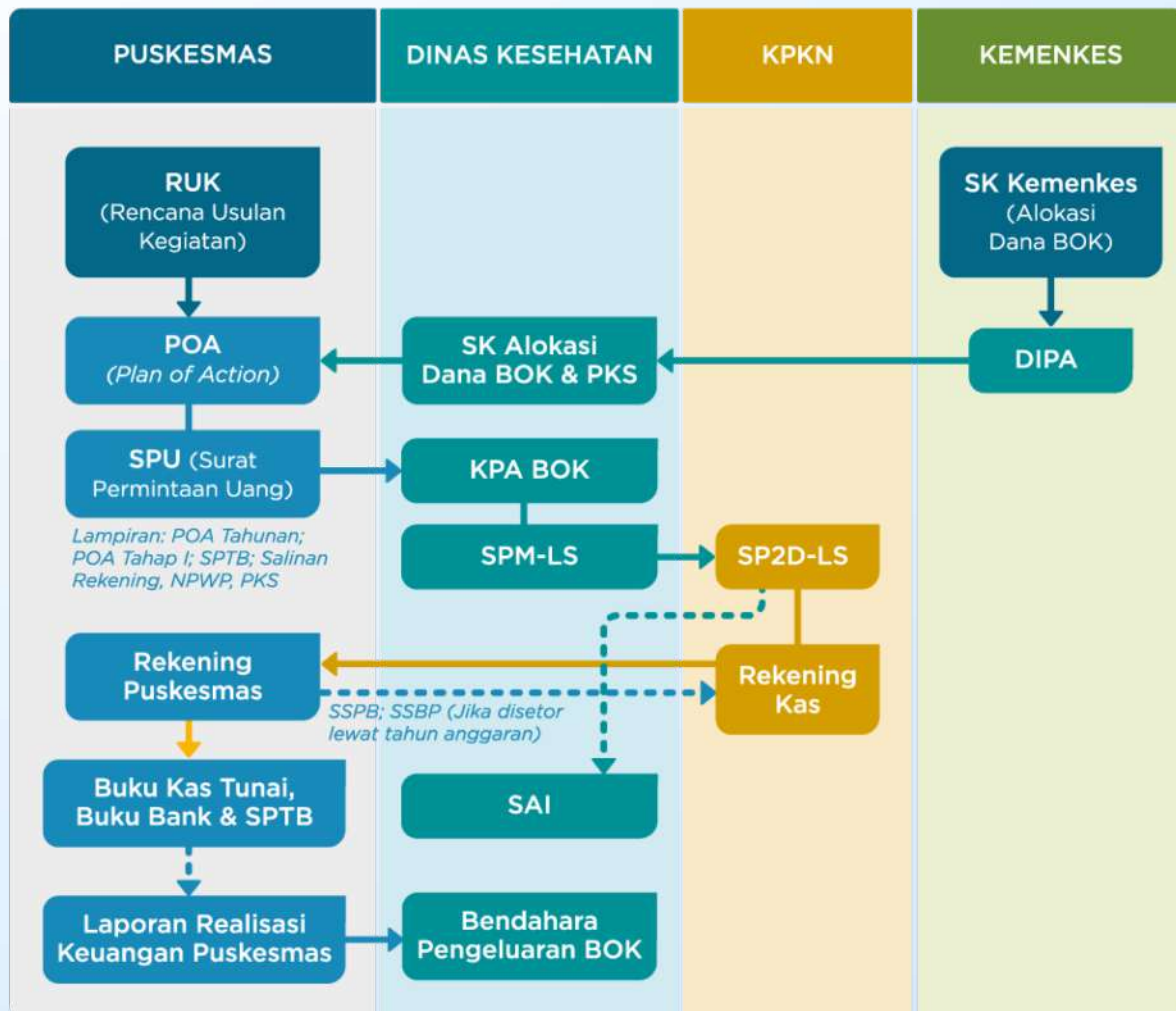 PUSKESMAS
DINAS KESEHATAN
KPKN
KEMENKES
RUK
(Rencana Usulan
Kegiatan)
SK Kemenkes
(Alokasi
Dana BOK)
POA
(Plan of Action)
SK Alokasi
Dana BOK & PKS
DIPA
SPU (Surat
Permintaan Uang)
KPA BOK
Lampiran: POA Tahunan;
POA Tahap I; SPTB; Salinan
Rekening, NPWP, PKS
SPM-LS
SP2D-LS
Rekening
Puskesmas
Rekening
Kas
SSPB; SSBP (Jika disetor
lewat tahun anggaran)
Buku Kas Tunai,
Buku Bank & SPTB
SAI
Laporan Realisasi
Keuangan Puskesmas
Bendahara
Pengeluaran BOK